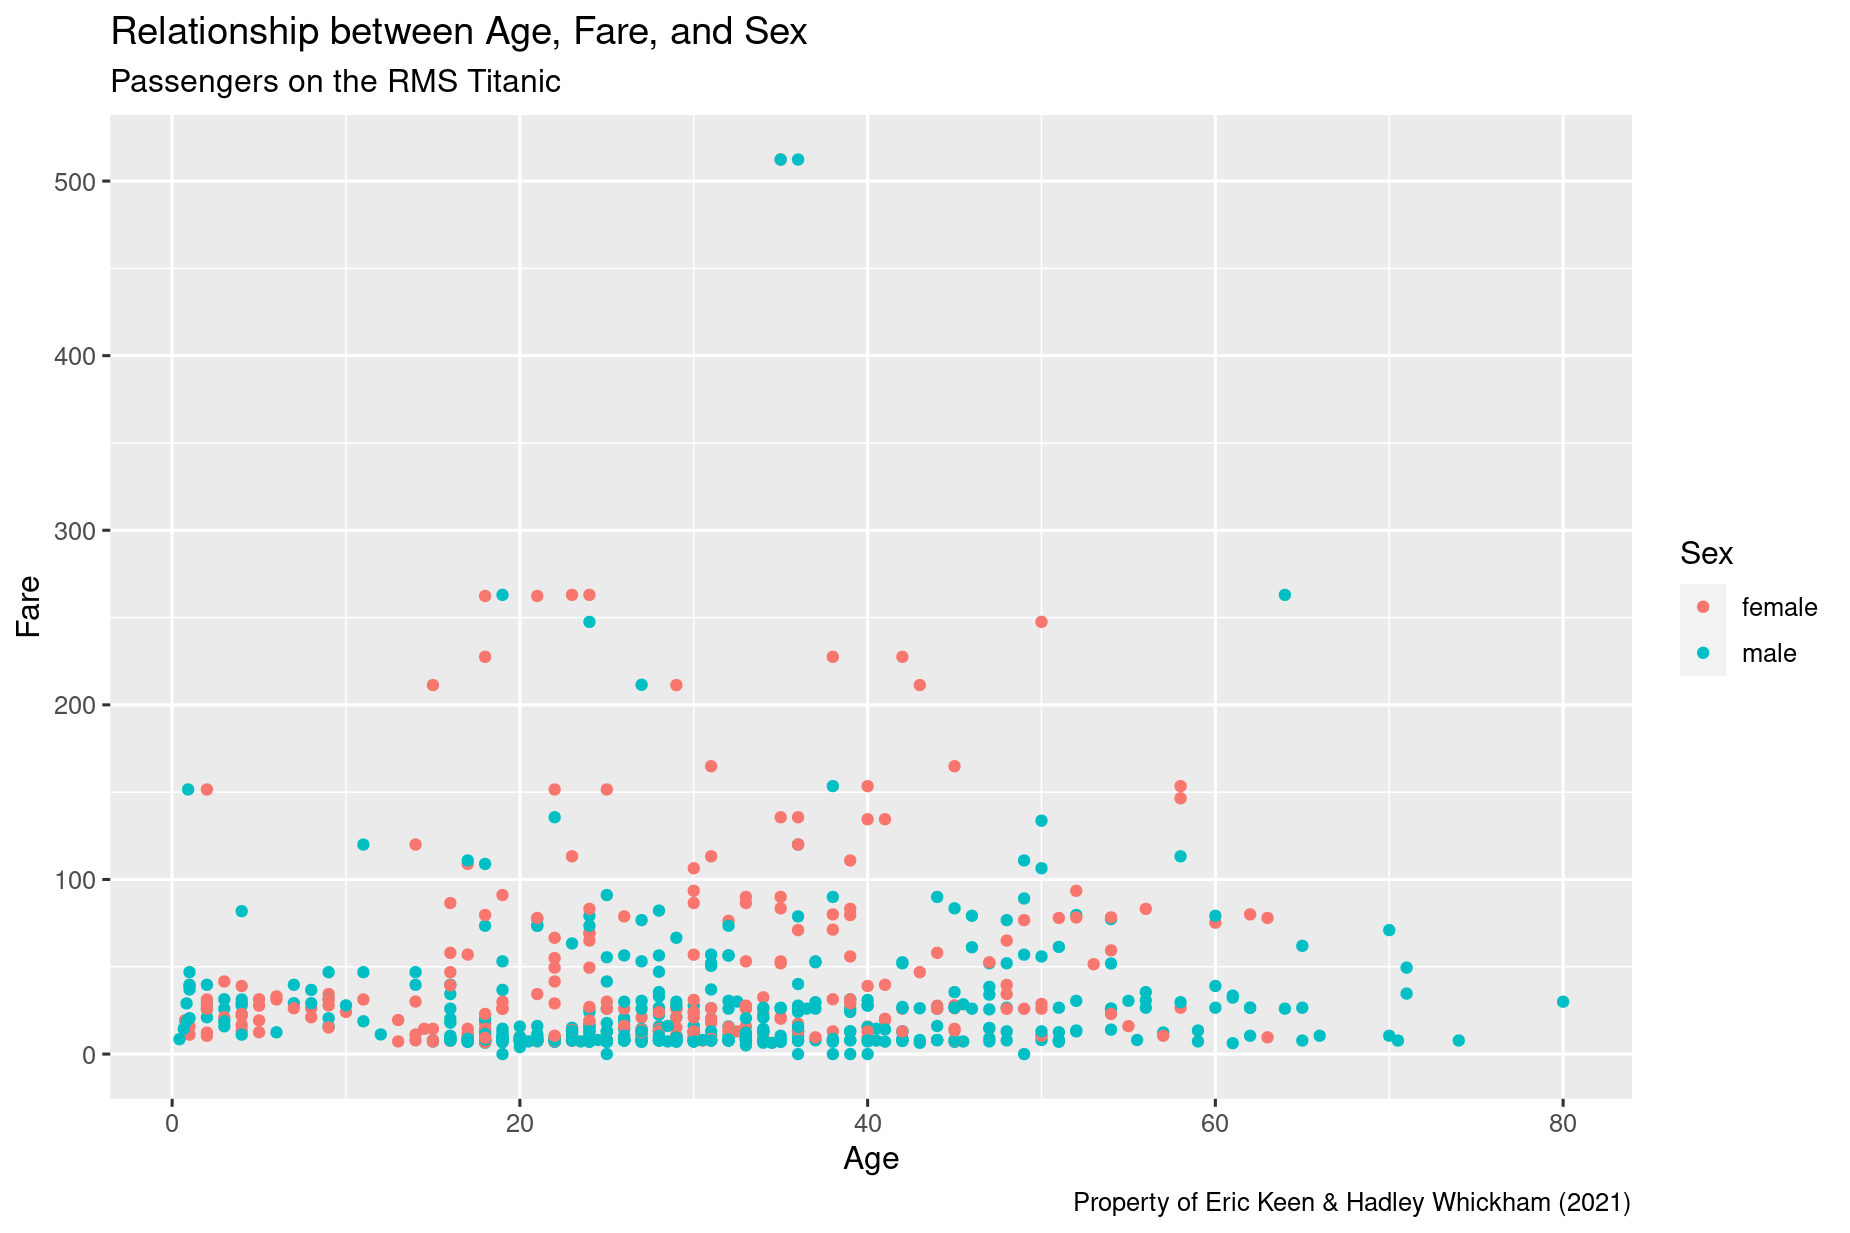 Relationship between Age, Fare, and Sex
Passengers on the RMS Titanic
500
400
300
200
100
0
Fare
0 20 40 60 80
Age
Sex
female
male
Property of Eric Keen & Hadley Whickham (2021)